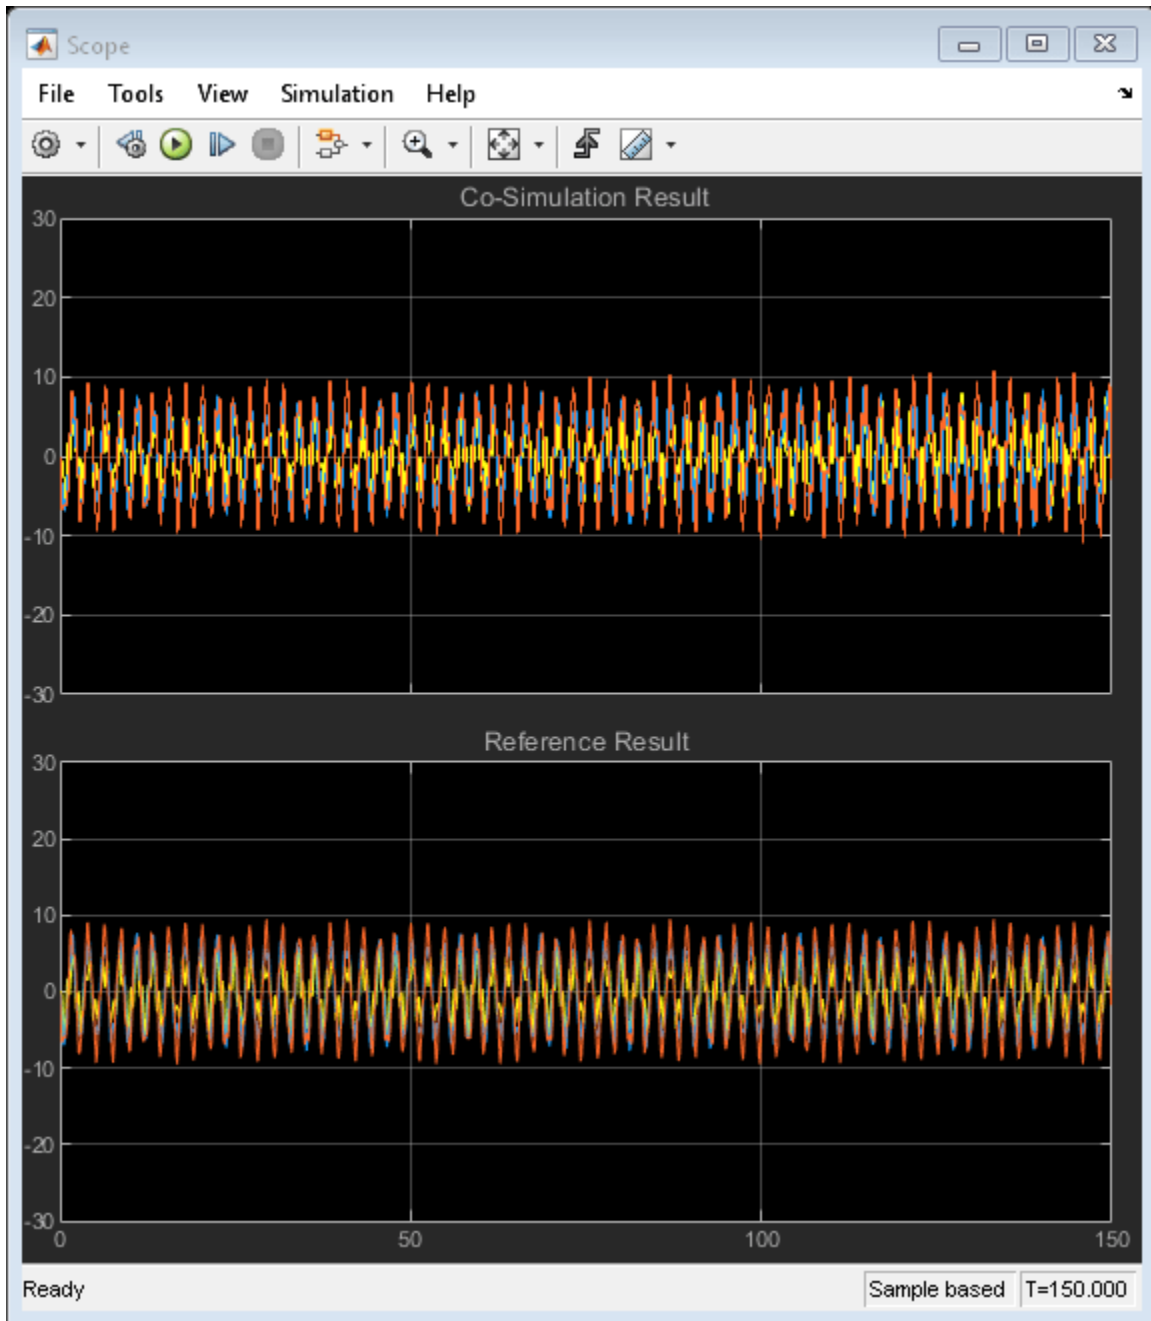 Scope
File Tools View Simulation Help
Co-Simulation Result
30
20
10
0
-10
-20
-30
Reference Result
30
20
10
0
-10
-20
-30
0 50 100 150
Ready Sample based T=150.000